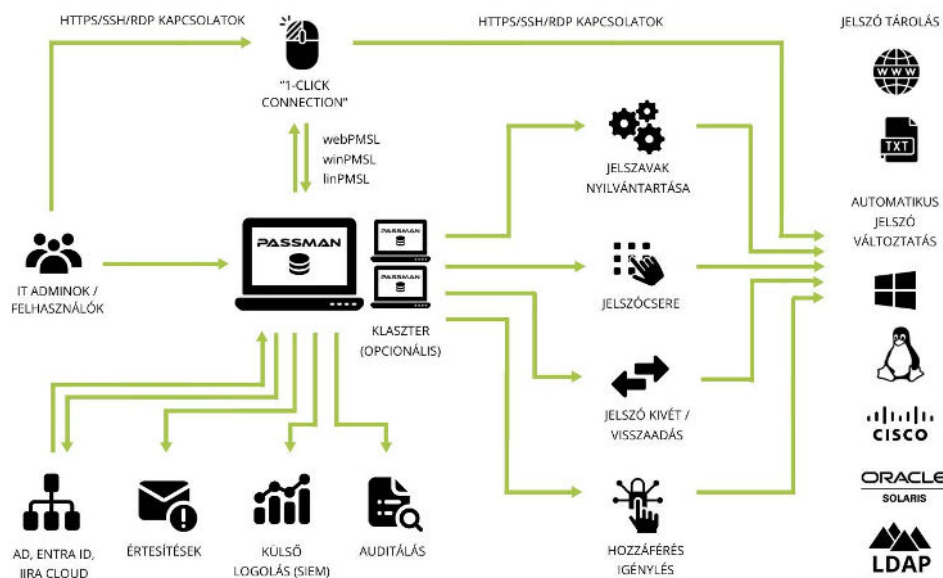 HTTPS/SSH/RDP KAPCSOLATOK
HTTPS/SSH/RDP KAPCSOLATOK
JELSZÓ TÁROLÁS
WWW
"1-CLICK
CONNECTION"
webPMSL
winPMSL
linPMSL
TXT
JELSZAVAK
NYILVÁNTARTÁSA
AUTOMATIKUS
JELSZÓ
VÁLTOZTATÁS
PASSMAN
PASSMAN
PASSMAN
IT ADMINOK /
FELHASZNÁLÓK
KLASZTER
(OPCIONÁLIS)
JELSZÓCSERE
JELSZÓ KIVÉT /
VISSZAADÁS
CISCO
ORACLE
SOLARIS
AD, ENTRA ID,
JIRA CLOUD
ÉRTESÍTÉSEK
KÜLSŐ
LOGOLÁS (SIEM)
AUDITÁLÁS
HOZZÁFÉRÉS
IGÉNYLÉS
LDAP